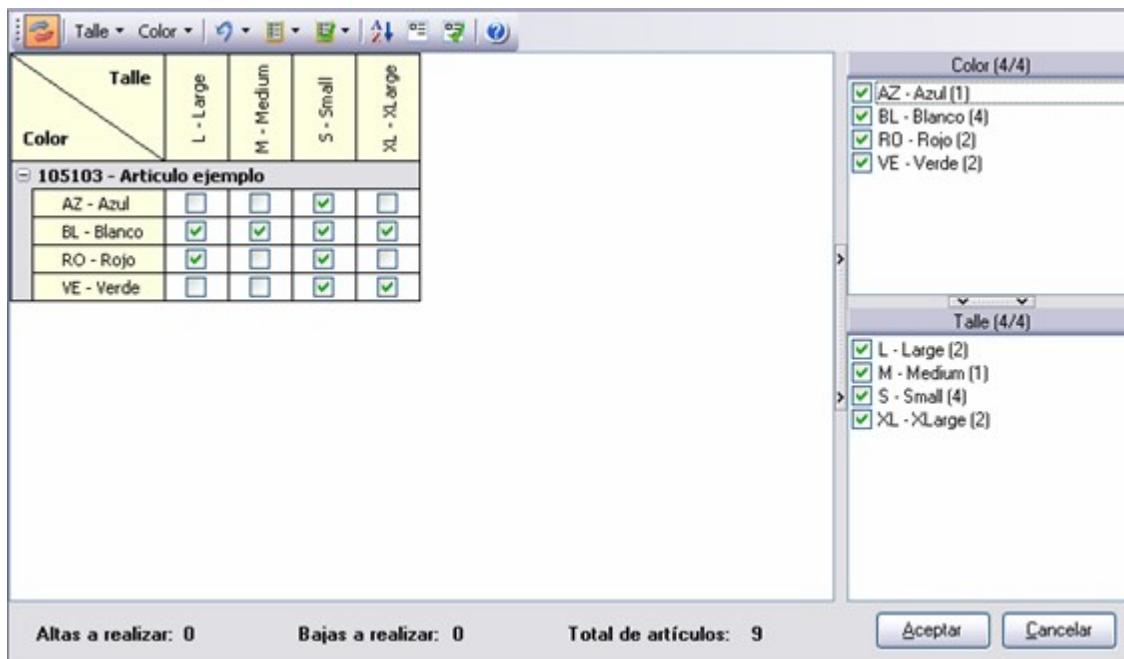 Talle Color
Talle
Color
L - Large
M - Medium
S - Small
XL - XLarge
105103 - Articulo ejemplo
AZ - Azul
BL - Blanco
RO - Rojo
VE - Verde
Color (4/4)
AZ - Azul (1)
BL - Blanco (4)
RO - Rojo (2)
VE - Verde (2)
Talle (4/4)
L - Large (2)
M - Medium (1)
S - Small (4)
XL - XLarge (2)
Altas a realizar: 0 Bajas a realizar: 0 Total de artículos: 9 Aceptar Cancelar